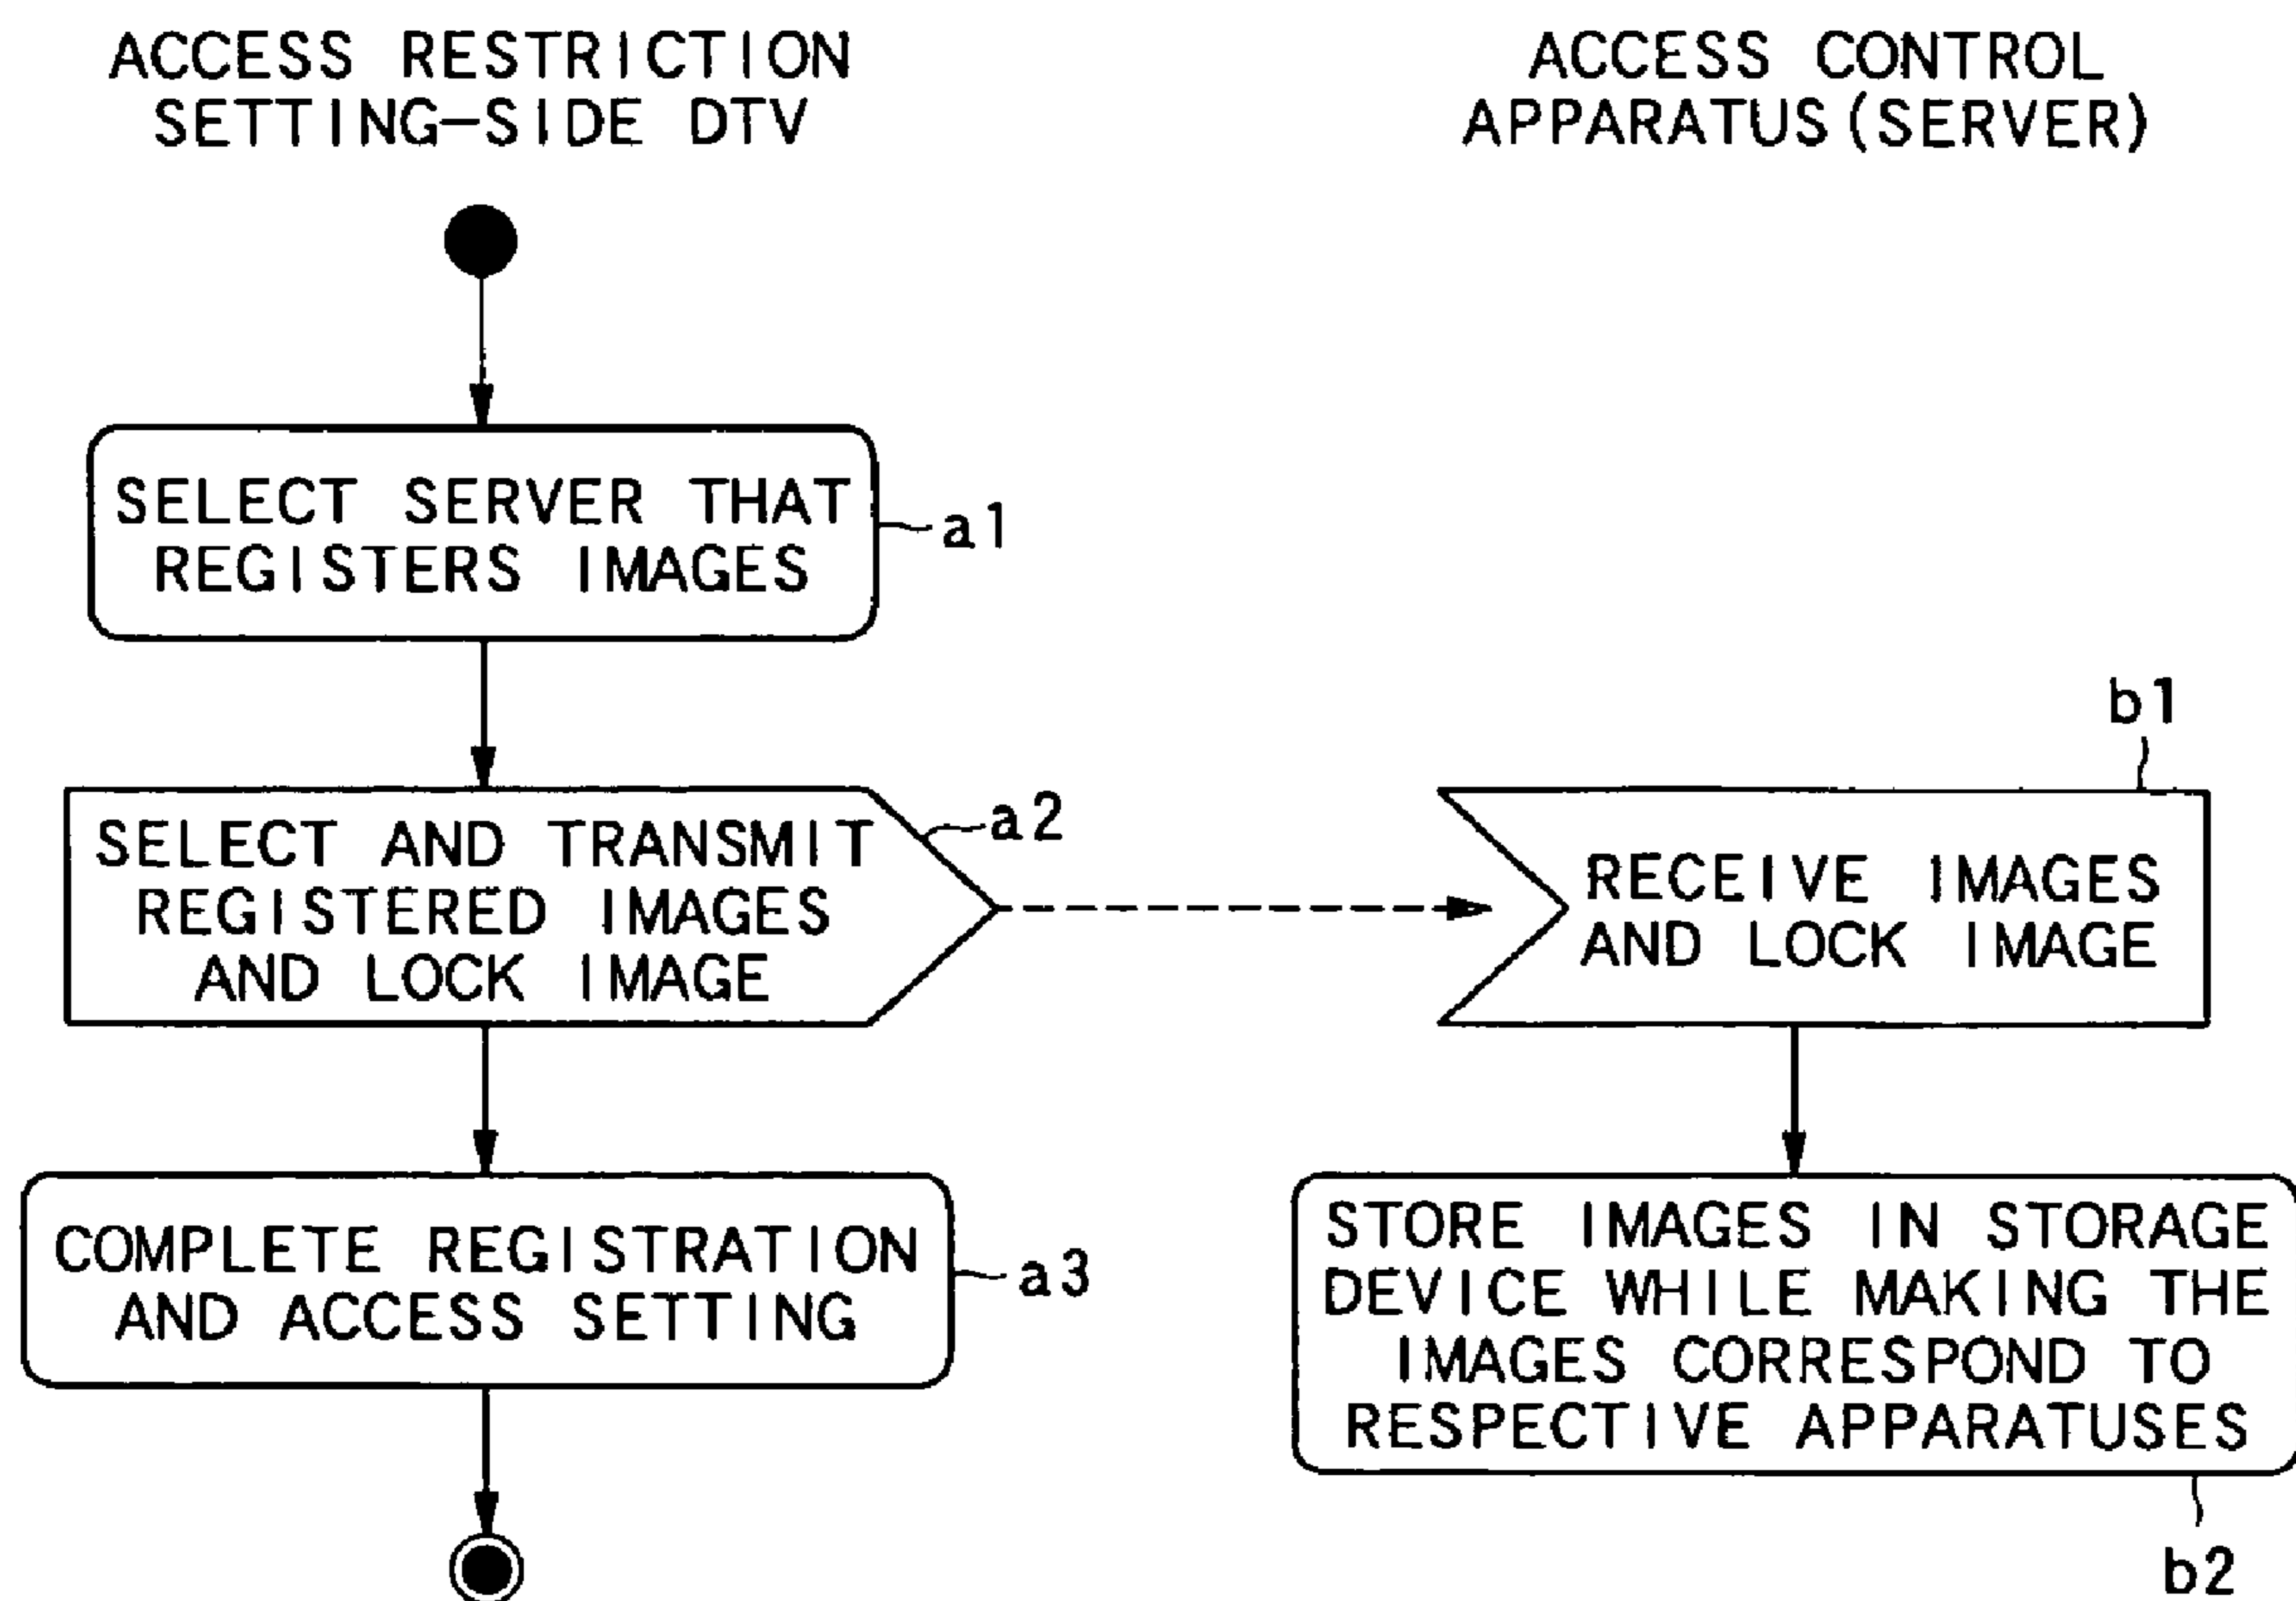 ACCESS RESTRICTION
SETTING-SIDE DTV
ACCESS CONTROL
APPARATUS(SERVER)
SELECT SERVER THAT
REGISTERS IMAGES
a1
SELECT AND TRANSMIT
REGISTERED IMAGES
AND LOCK IMAGE
a2
b1
RECEIVE IMAGES
AND LOCK IMAGE
COMPLETE REGISTRATION
AND ACCESS SETTING
a3
STORE IMAGES IN STORAGE
DEVICE WHILE MAKING THE
IMAGES CORRESPOND TO
RESPECTIVE APPARATUSES
b2